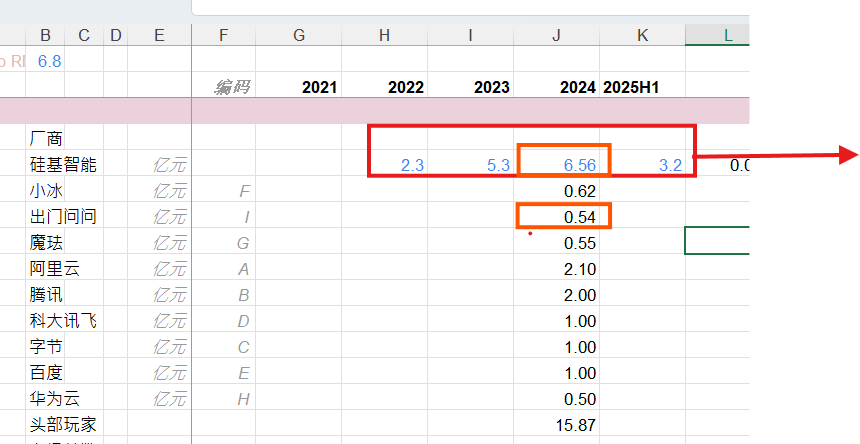 B C D E F G H I J K L
6.8
编码 2021 2022 2023 2024 2025H1
厂商
硅基智能 亿元 2.3 5.3 6.56 3.2
小冰 亿元 F 0.62
出门问问 亿元 I 0.54
魔珐 亿元 G 0.55
阿里云 亿元 A 2.10
腾讯 亿元 B 2.00
科大讯飞 亿元 D 1.00
字节 亿元 C 1.00
百度 亿元 E 1.00
华为云 亿元 H 0.50
头部玩家 15.87